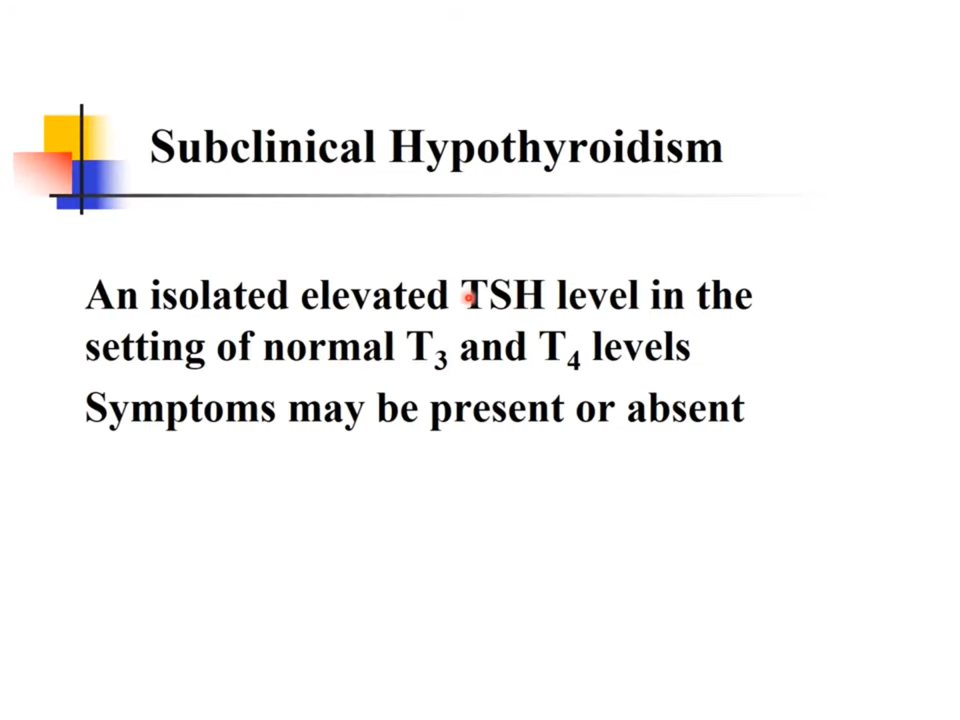 Subclinical Hypothyroidism
An isolated elevated TSH level in the
setting of normal T₃ and T₄ levels
Symptoms may be present or absent